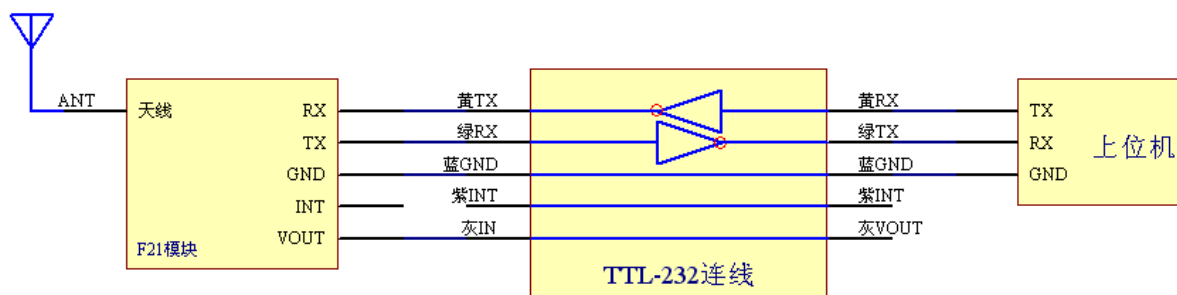 ANT
天线
RX
TX
GND
INT
VOUT
F21模块
黄TX
绿RX
蓝GND
紫INT
灰IN
TTL-232连线
黄RX
绿TX
蓝GND
紫INT
灰VOUT
TX
RX
GND
上位机